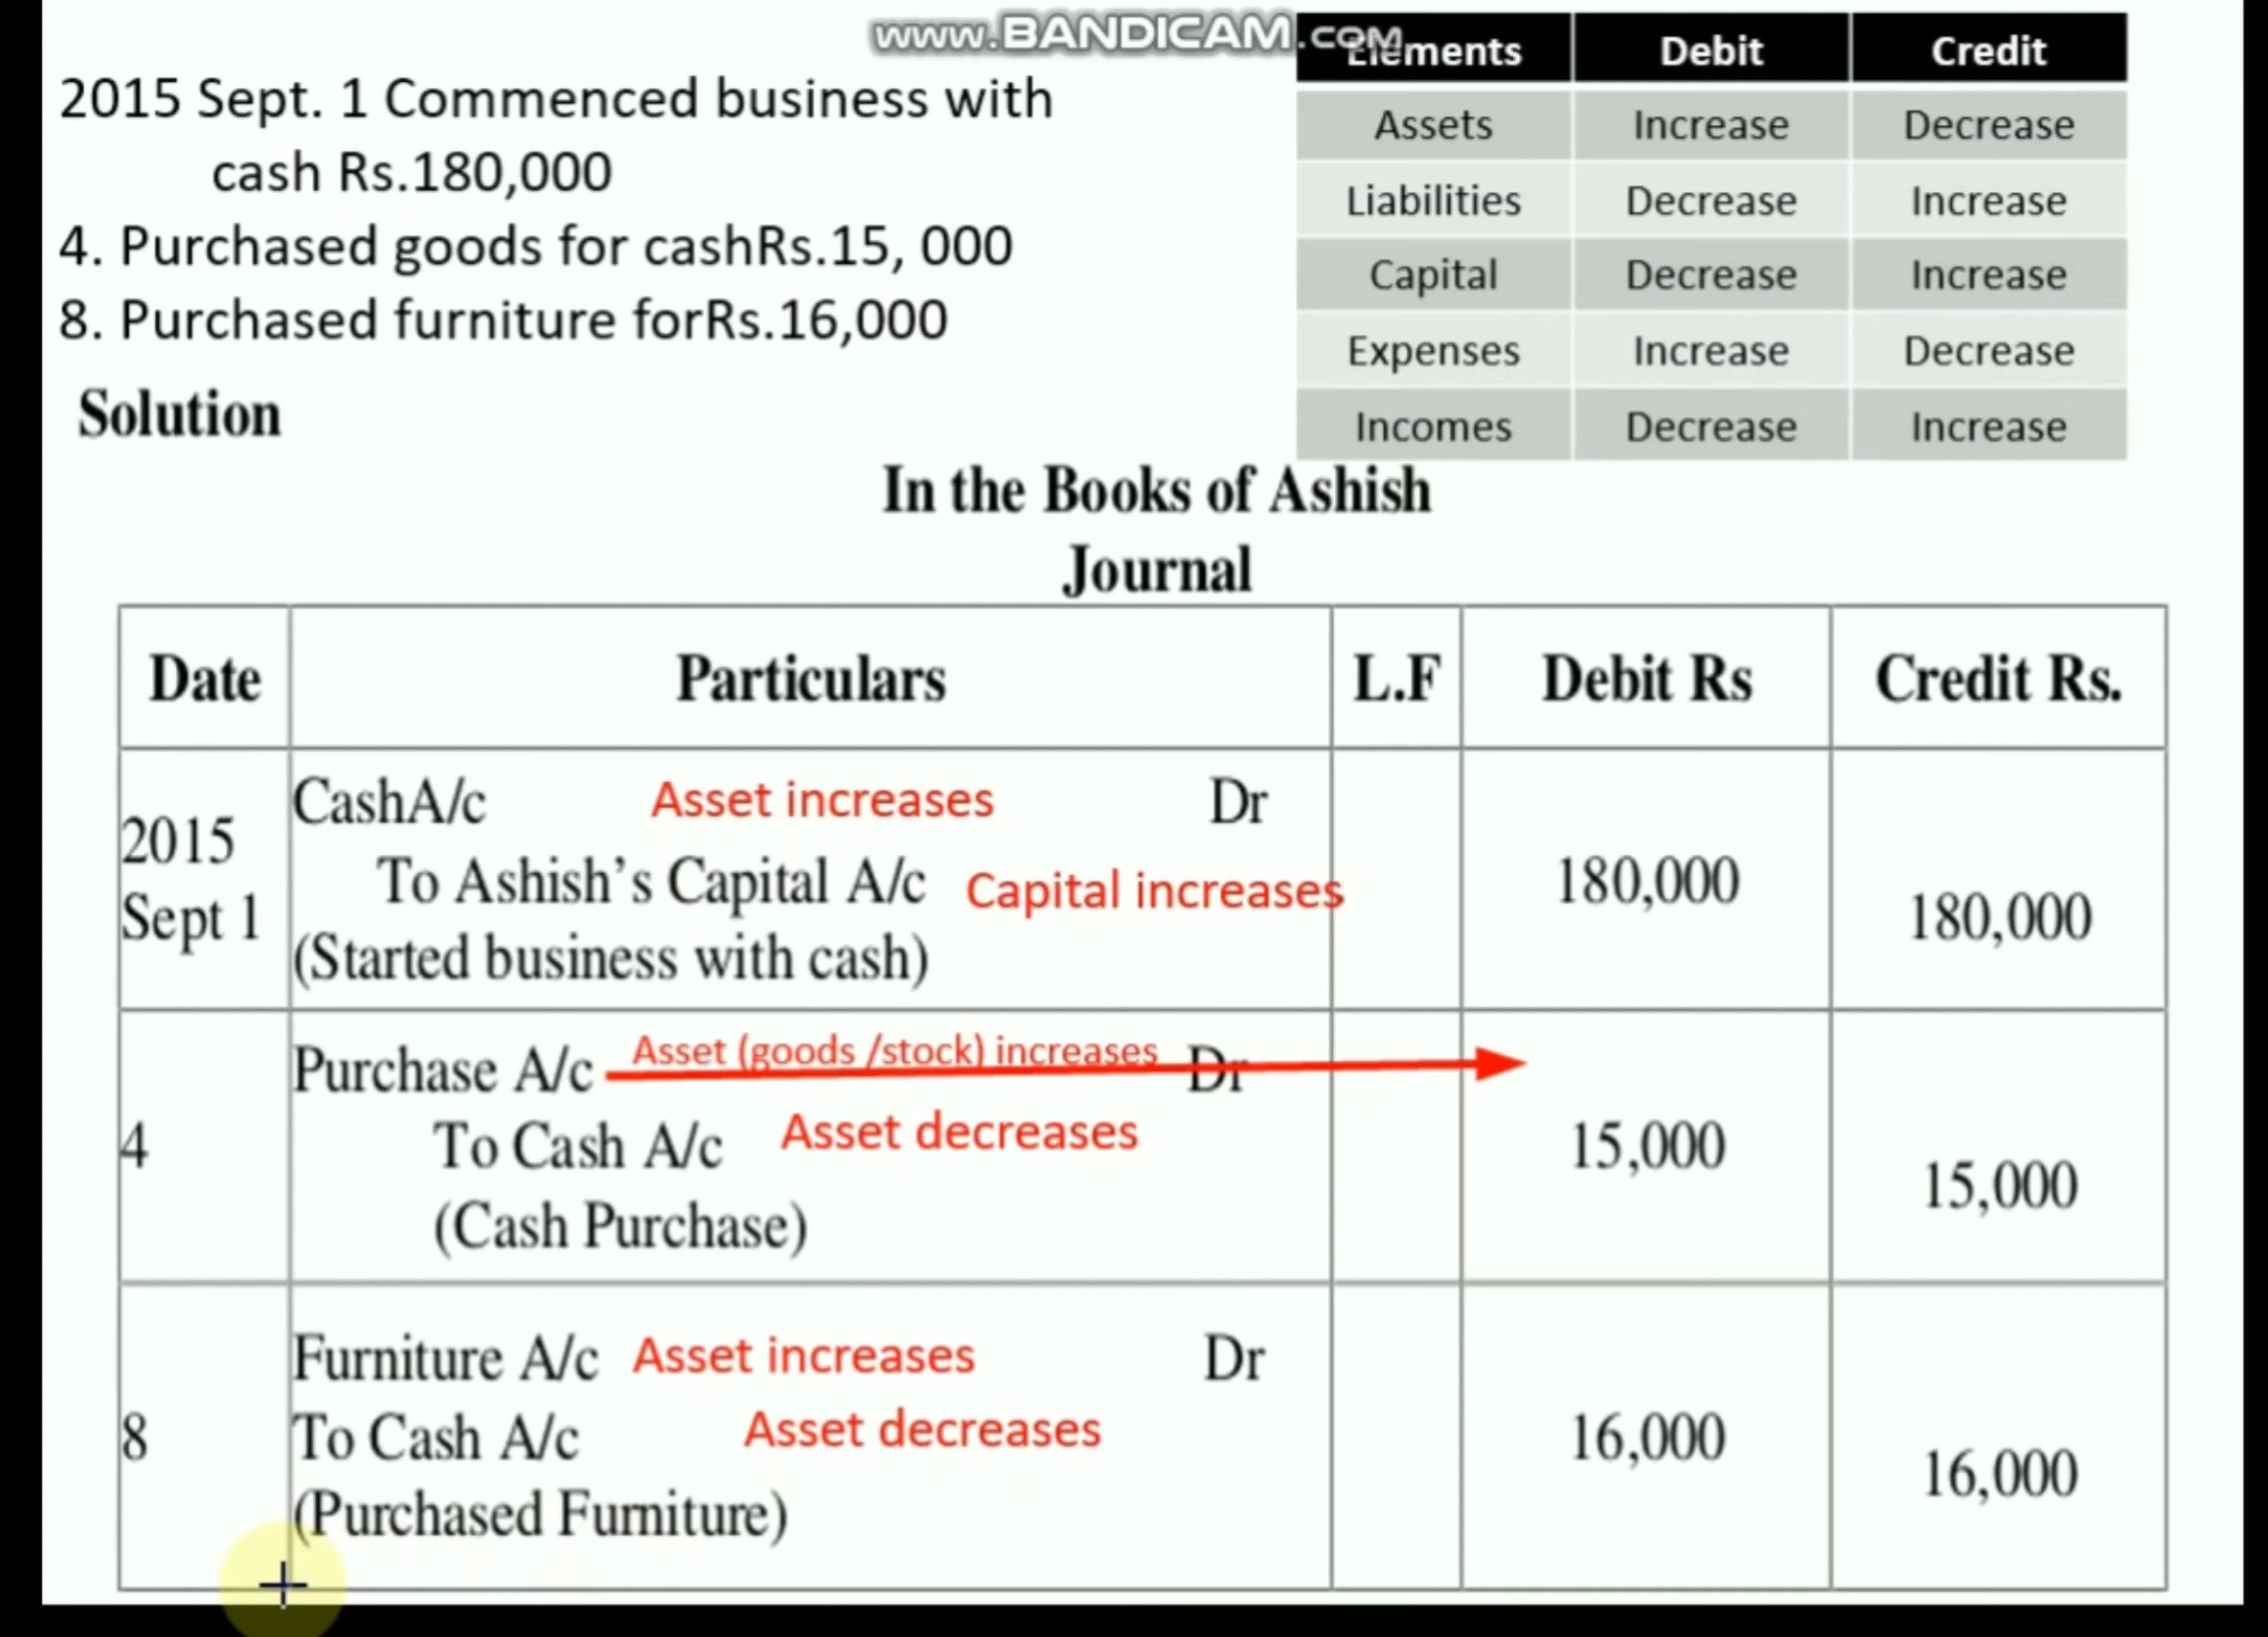 www.BANDICAM.COM
2015 Sept. 1 Commenced business with
cash Rs.180,000
4. Purchased goods for cashRs.15, 000
8. Purchased furniture forRs.16,000
Elements Debit Credit
Assets Increase Decrease
Liabilities Decrease Increase
Capital Decrease Increase
Expenses Increase Decrease
Incomes Decrease Increase
Solution
In the Books of Ashish
Journal
Date Particulars L.F Debit Rs Credit Rs.
2015
Sept 1
CashA/c Asset increases Dr
To Ashish’s Capital A/c Capital increases
(Started business with cash)
180,000
180,000
4
Purchase A/c Asset (goods /stock) increases Dr
To Cash A/c Asset decreases
(Cash Purchase)
15,000
15,000
8
Furniture A/c Asset increases Dr
To Cash A/c Asset decreases
(Purchased Furniture)
16,000
16,000